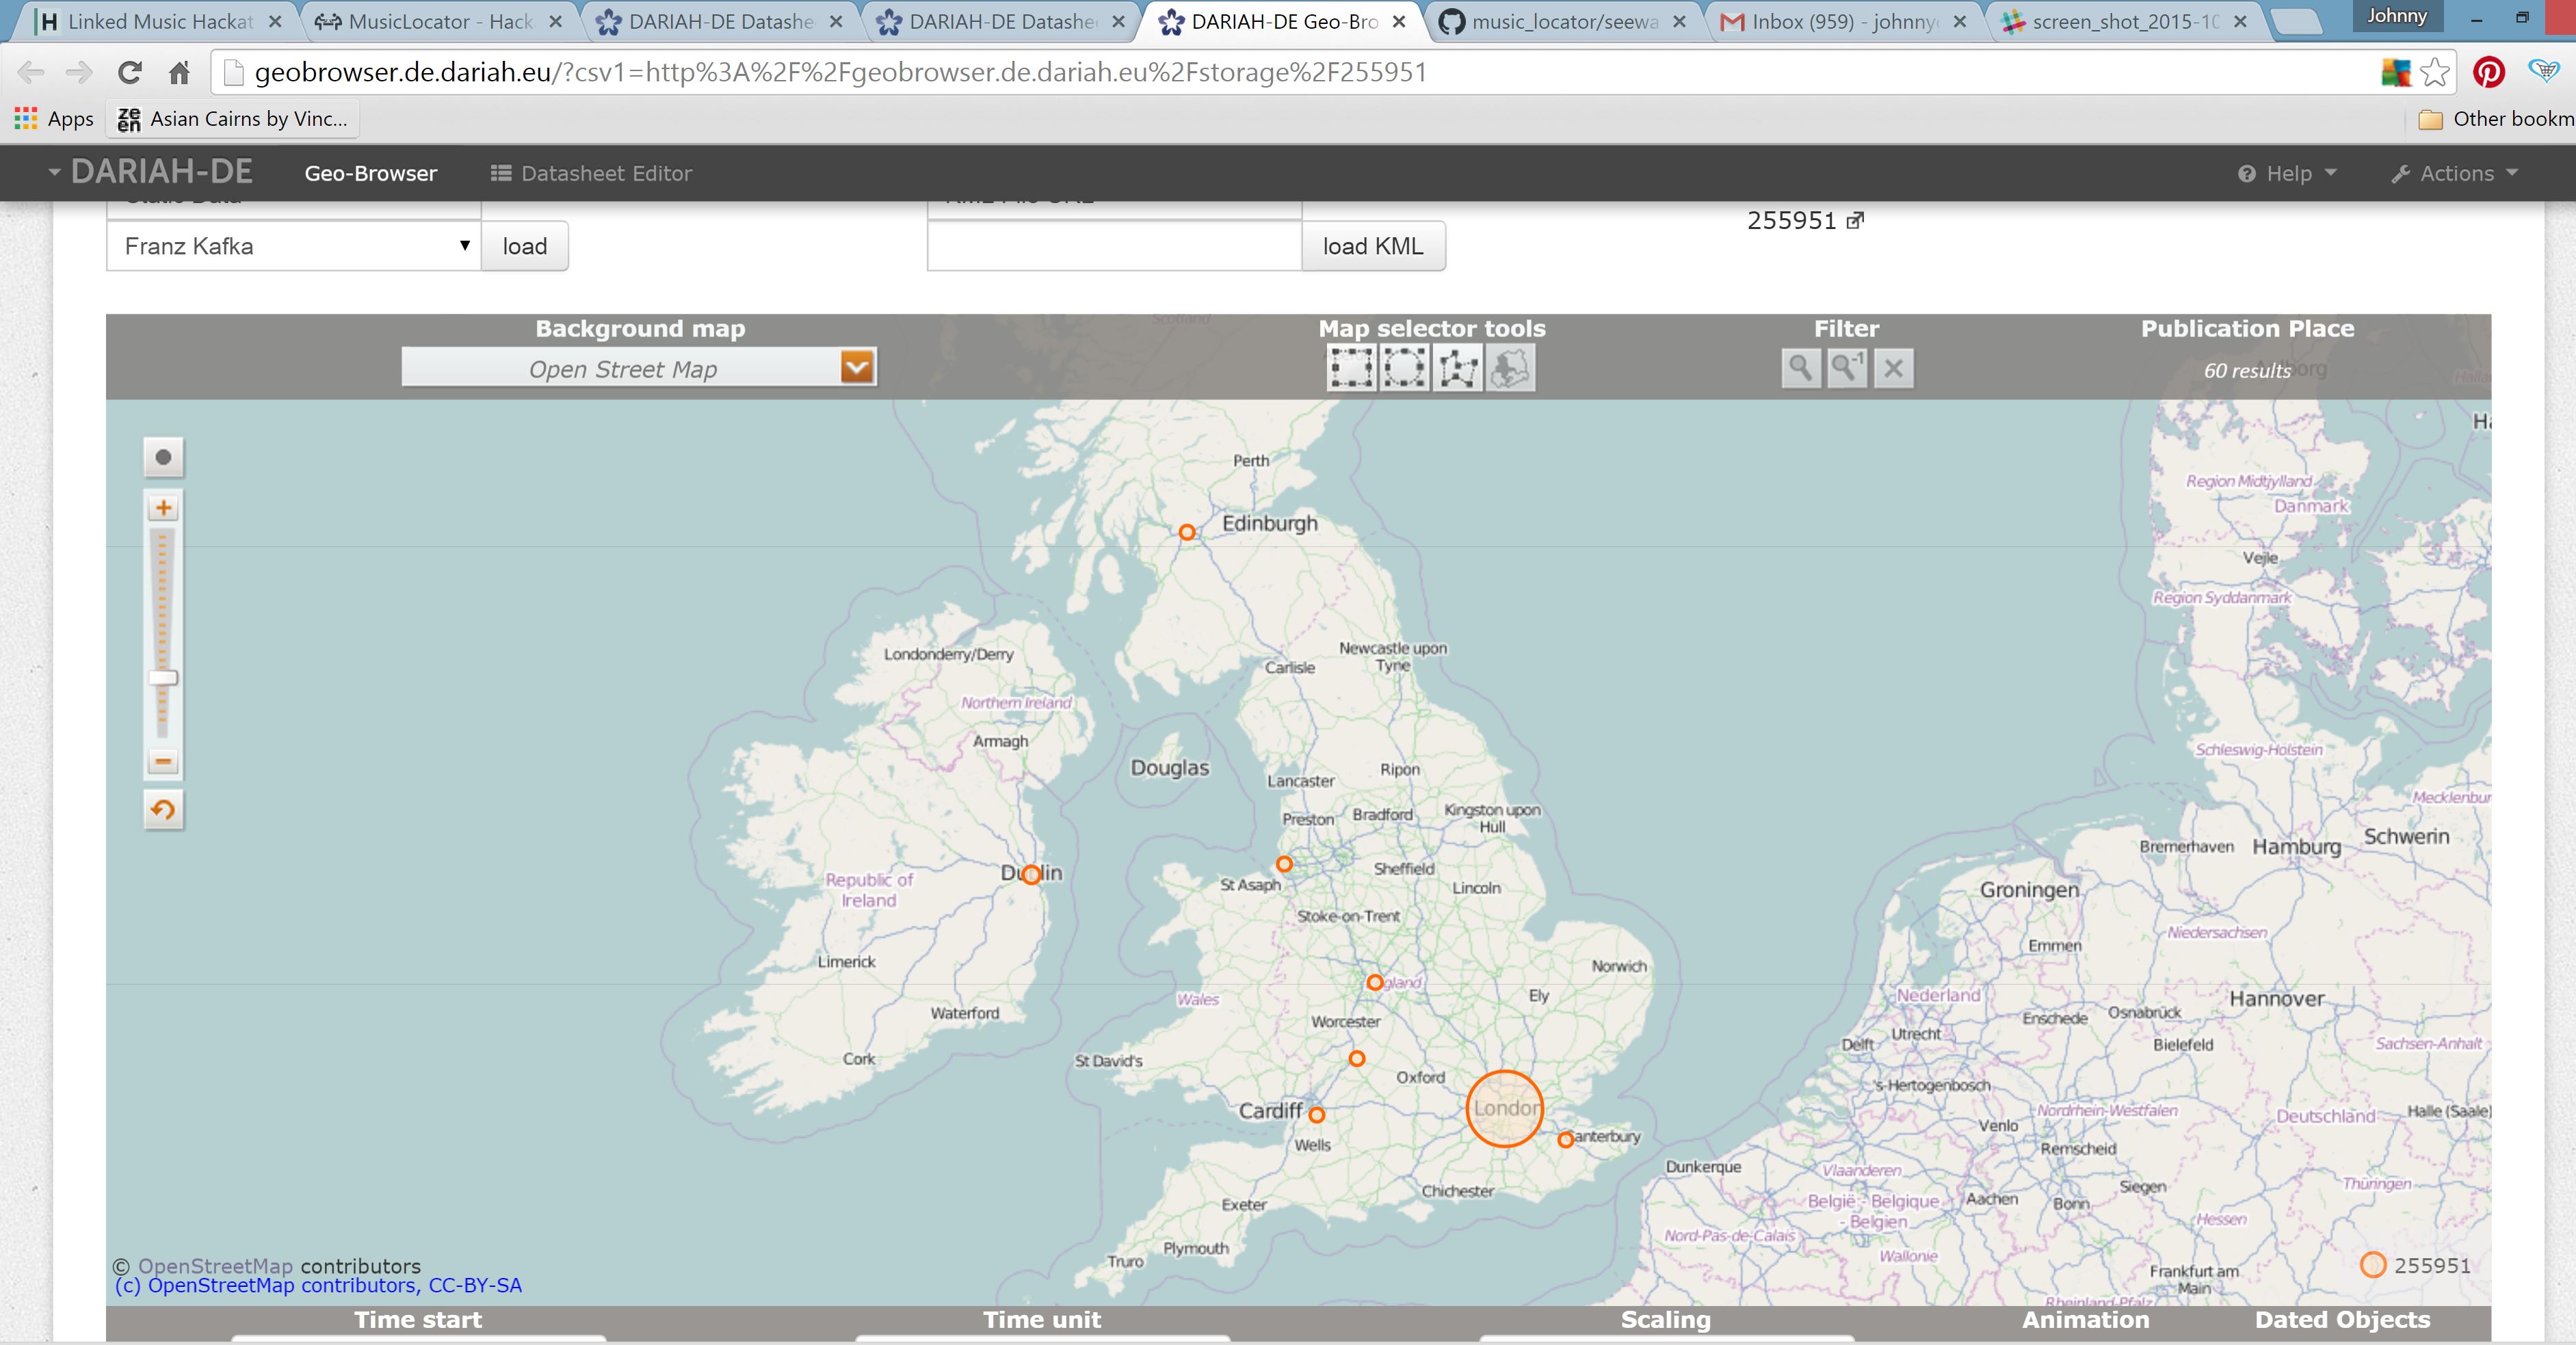 Linked Music Hackat
MusicLocator - Hack
DARIAH-DE Datashe
DARIAH-DE Datashe
DARIAH-DE Geo-Bro
music_locator/seewa
Inbox (959) - johnny
screen_shot_2015-10
Johnny
geobrowser.de.dariah.eu/?csv1=http%3A%2F%2Fgeobrowser.de.dariah.eu%2Fstorage%2F255951
Apps
Asian Cairns by Vinc...
Other bookm
DARIAH-DE
Geo-Browser
Datasheet Editor
Help
Actions
255951
Franz Kafka
load
load KML
Background map
Map selector tools
Filter
Publication Place
Open Street Map
-1
60 results
Scotland
Perth
Edinburgh
Region Midtjylland
Danmark
Vejle
Region Syddanmark
Londonderry/Derry
Newcastle upon
Tyne
Carlisle
Northern Ireland
Armagh
Schleswig-Holstein
Douglas
Lancaster
Ripon
Mecklenbur
Preston
Bradford
Kingston upon
Hull
Schwerin
Bremerhaven
Hamburg
Dublin
Republic of
Ireland
St Asaph
Sheffield
Lincoln
Groningen
Stoke-on-Trent
Niedersachsen
Emmen
Limerick
Norwich
England
Wales
Ely
Nederland
Hannover
Waterford
Worcester
Enschede
Osnabrück
Utrecht
Delft
Bielefeld
Sachsen-Anhalt
Cork
St David's
Oxford
's-Hertogenbosch
Cardiff
London
Nordrhein-Westfalen
Deutschland
Halle (Saale)
Wells
Canterbury
Venlo
Remscheid
Dunkerque
Vlaanderen
Chichester
Exeter
België - Belgique
- Belgien
Aachen
Bonn
Siegen
Thüringen
Hessen
Nord-Pas-de-Calais
Plymouth
Wallonie
Truro
Frankfurt am
Main
Rheinland-Pfalz
© OpenStreetMap contributors
(c) OpenStreetMap contributors, CC-BY-SA
255951
Time start
Time unit
Scaling
Animation
Dated Objects